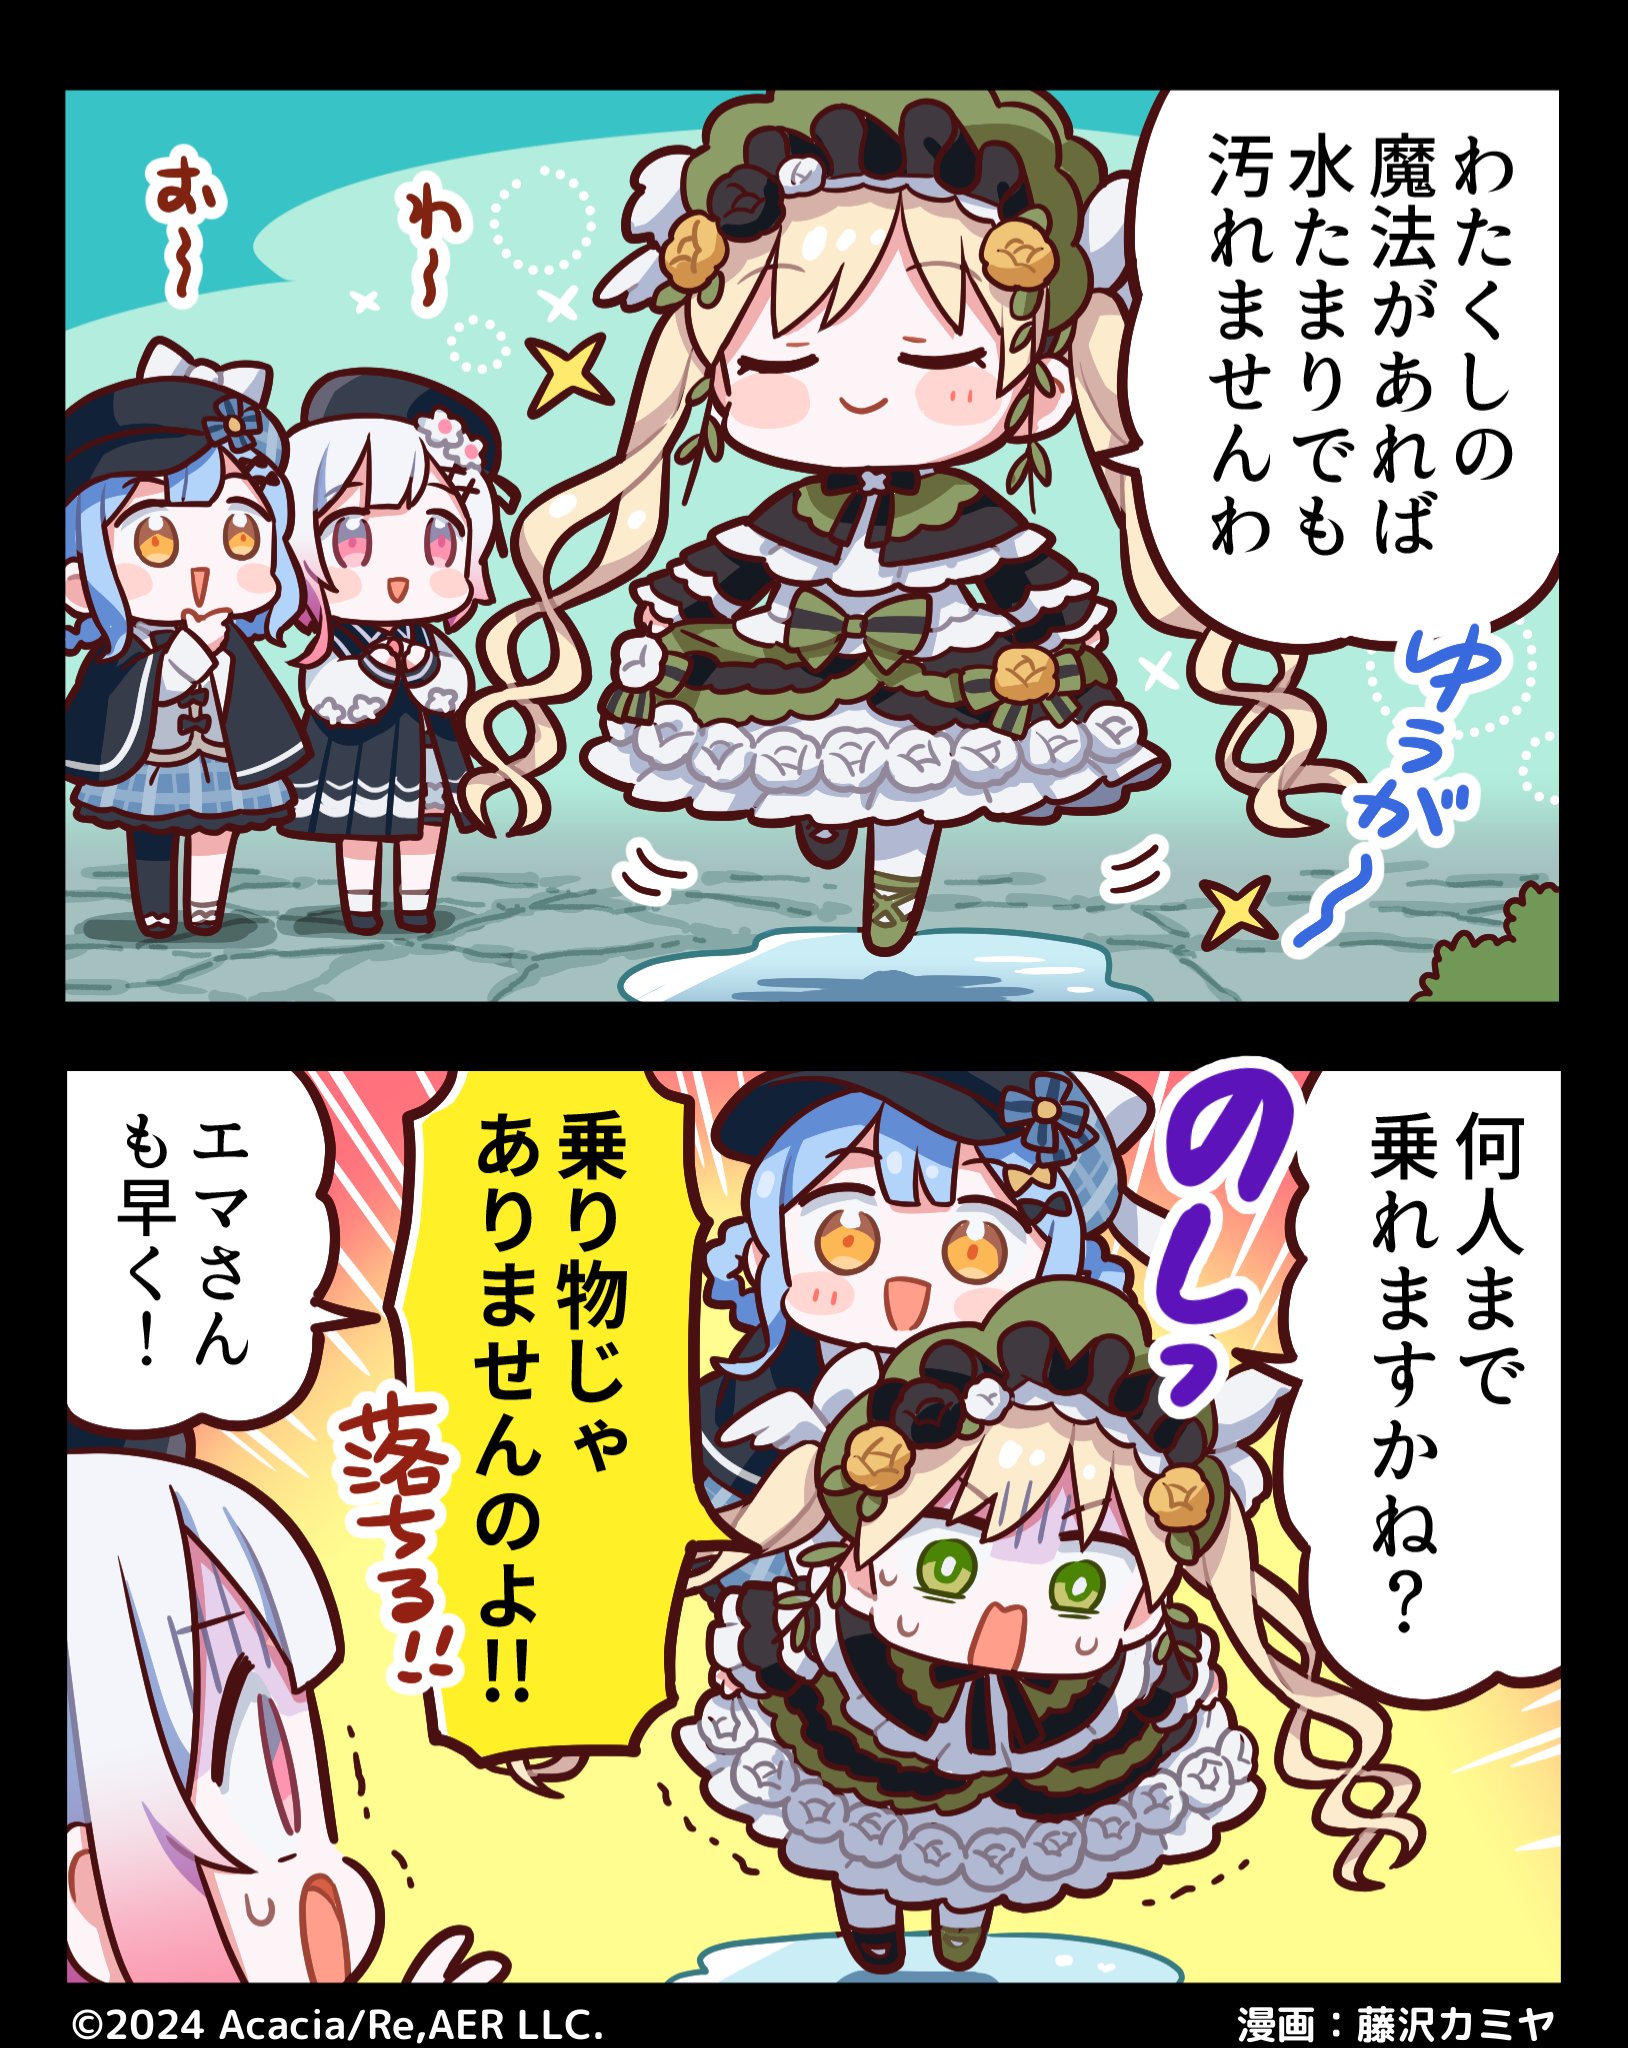 わたくしの
魔法があれば
水たまりでも
汚れませんわ
ゆぅが〜
わ〜
お〜
何人まで
乗れますかね？
のしっ
乗り物じゃ
ありませんのよ!!
落ちる!!
エマさん
も早く！
©2024 Acacia/Re,AER LLC.
漫画：藤沢カミヤ